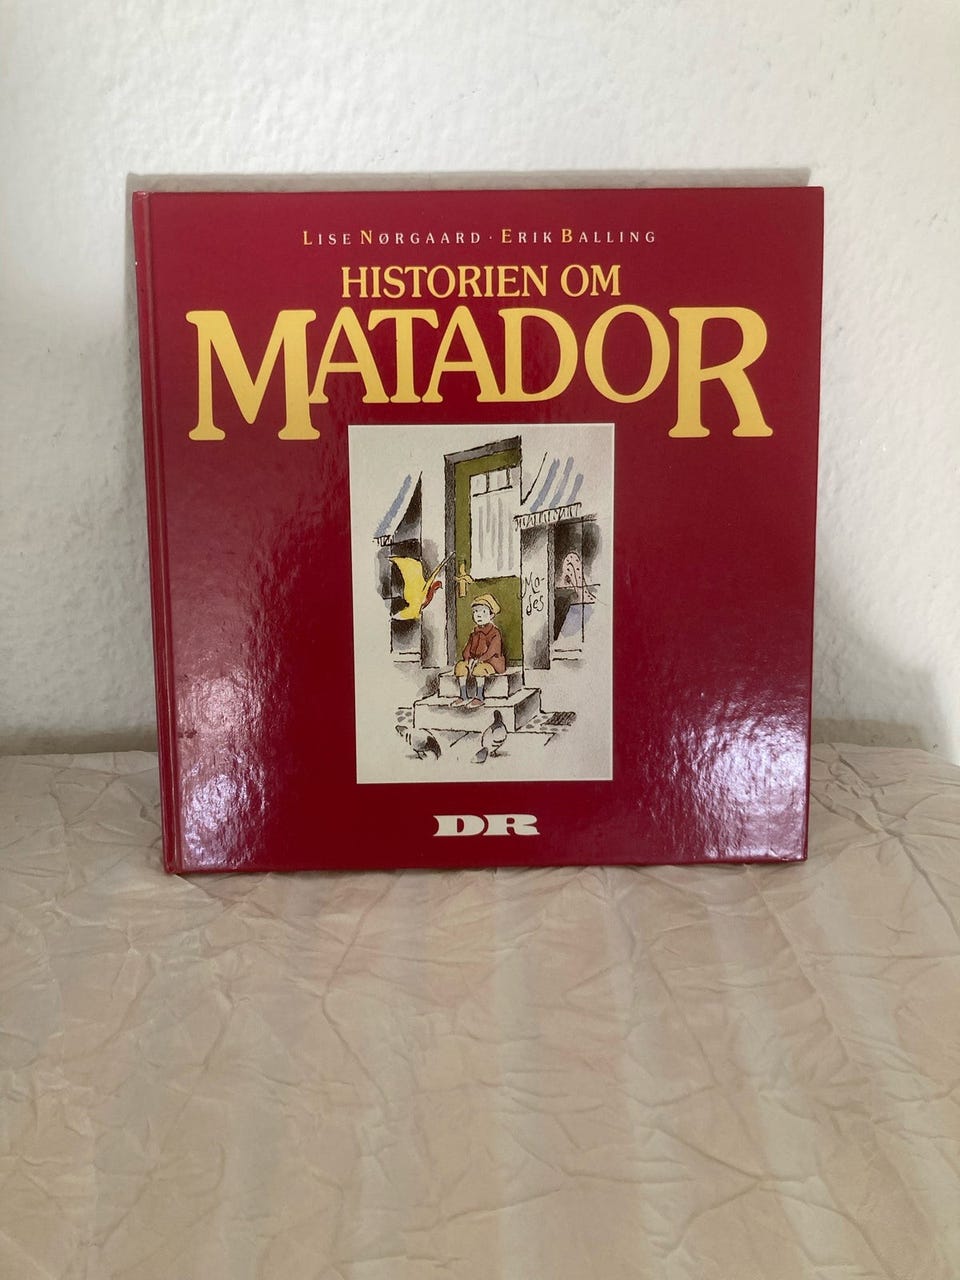 LISE NØRGAARD · ERIK BALLING
HISTORIEN OM
MATADOR
Mo-
des
DR